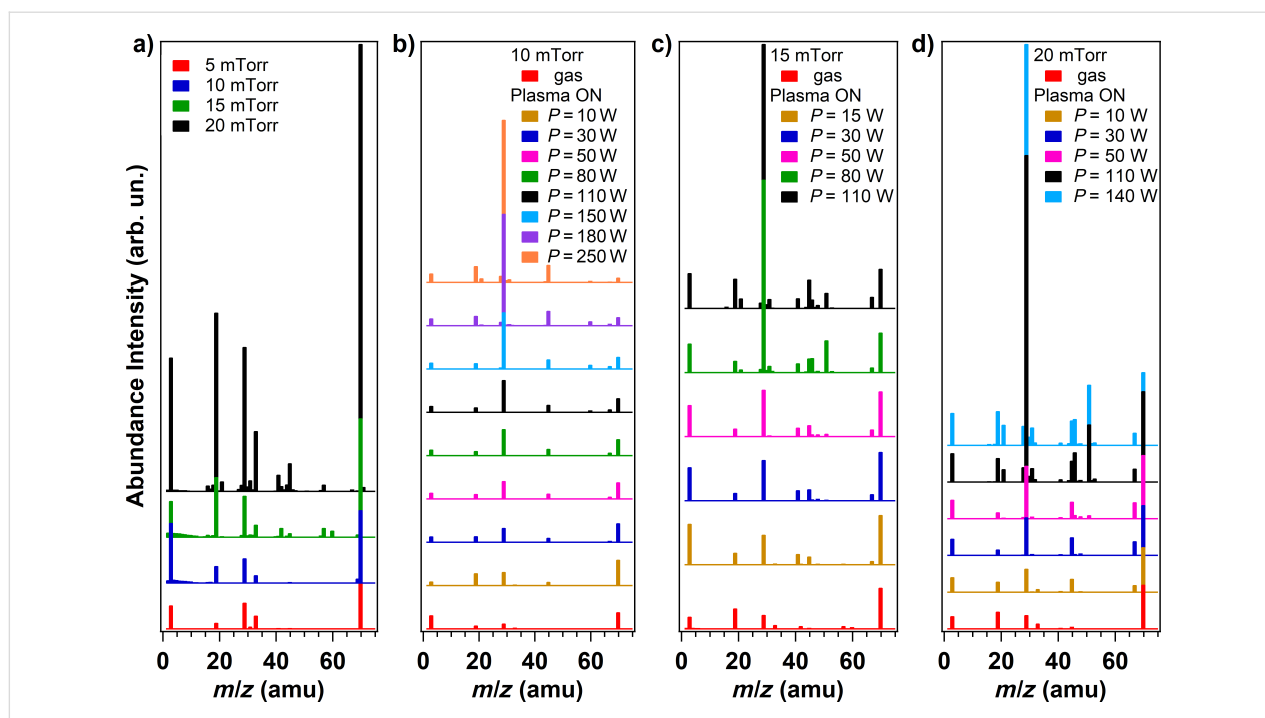 a)
5 mTorr
10 mTorr
15 mTorr
20 mTorr
b)
10 mTorr
gas
Plasma ON
P = 10 W
P = 30 W
P = 50 W
P = 80 W
P = 110 W
P = 150 W
P = 180 W
P = 250 W
c)
15 mTorr
gas
Plasma ON
P = 15 W
P = 30 W
P = 50 W
P = 80 W
P = 110 W
d)
20 mTorr
gas
Plasma ON
P = 10 W
P = 30 W
P = 50 W
P = 110 W
P = 140 W
Abundance Intensity (arb. un.)
0 20 40 60
0 20 40 60
0 20 40 60
0 20 40 60
m/z (amu)
m/z (amu)
m/z (amu)
m/z (amu)